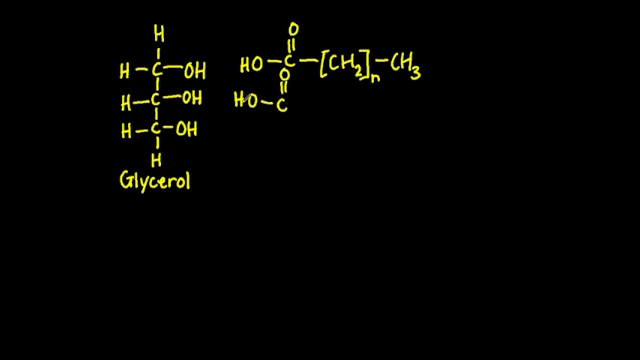 H
O
H-C-OH HO-C-[CH2]n-CH3
O
H-C-OH HO-C
H-C-OH
H
Glycerol